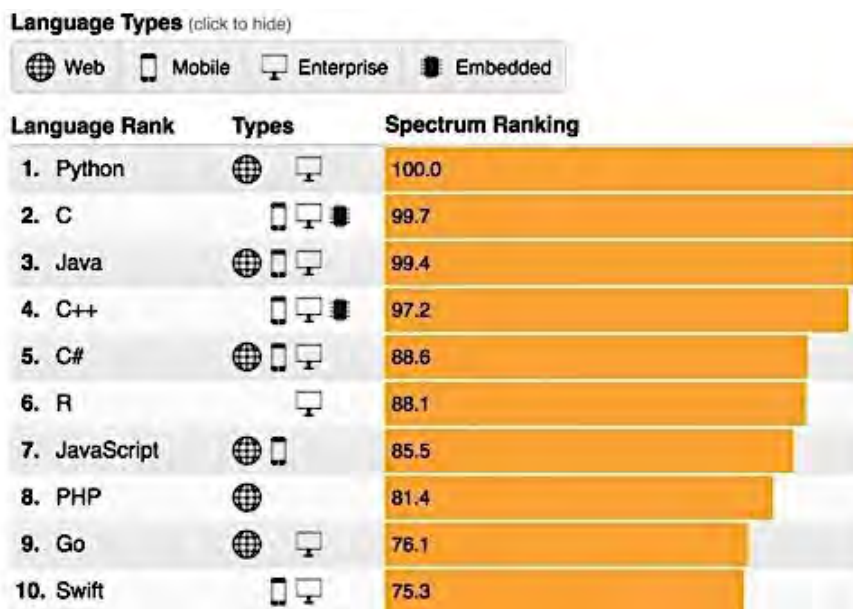 Language Types (click to hide)
Web Mobile Enterprise Embedded
Language Rank Types Spectrum Ranking
1. Python 100.0
2. C 99.7
3. Java 99.4
4. C++ 97.2
5. C# 88.6
6. R 88.1
7. JavaScript 85.5
8. PHP 81.4
9. Go 76.1
10. Swift 75.3